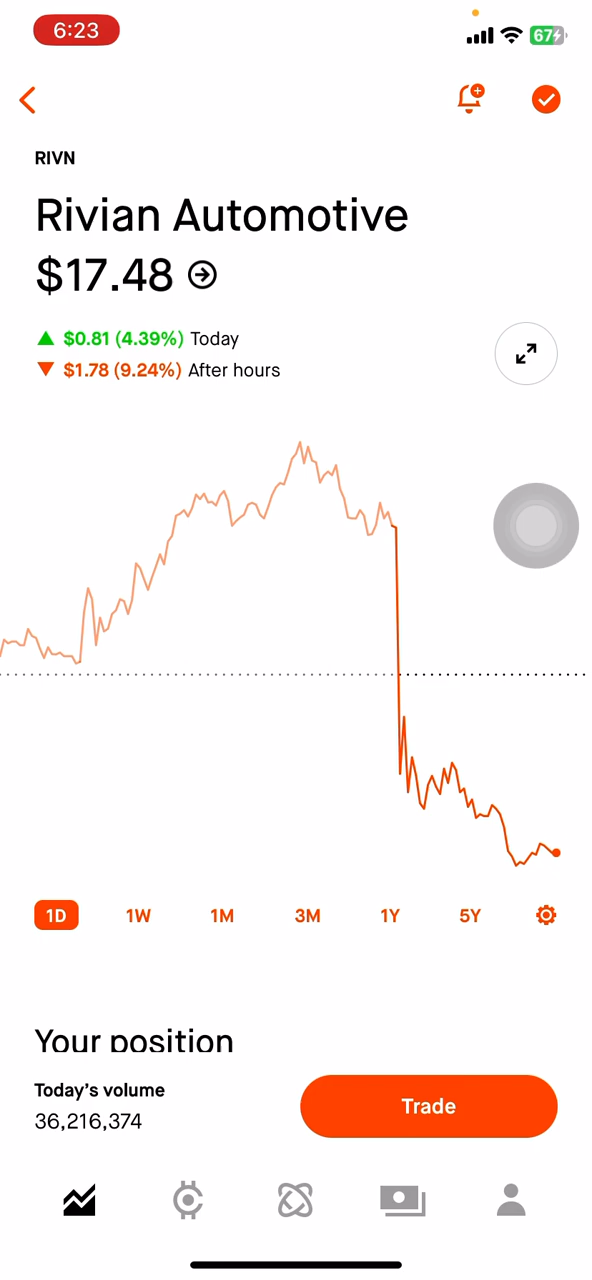 6:23
67
RIVN
Rivian Automotive
$17.48
$0.81 (4.39%) Today
$1.78 (9.24%) After hours
1D 1W 1M 3M 1Y 5Y
Your position
Today's volume
36,216,374
Trade